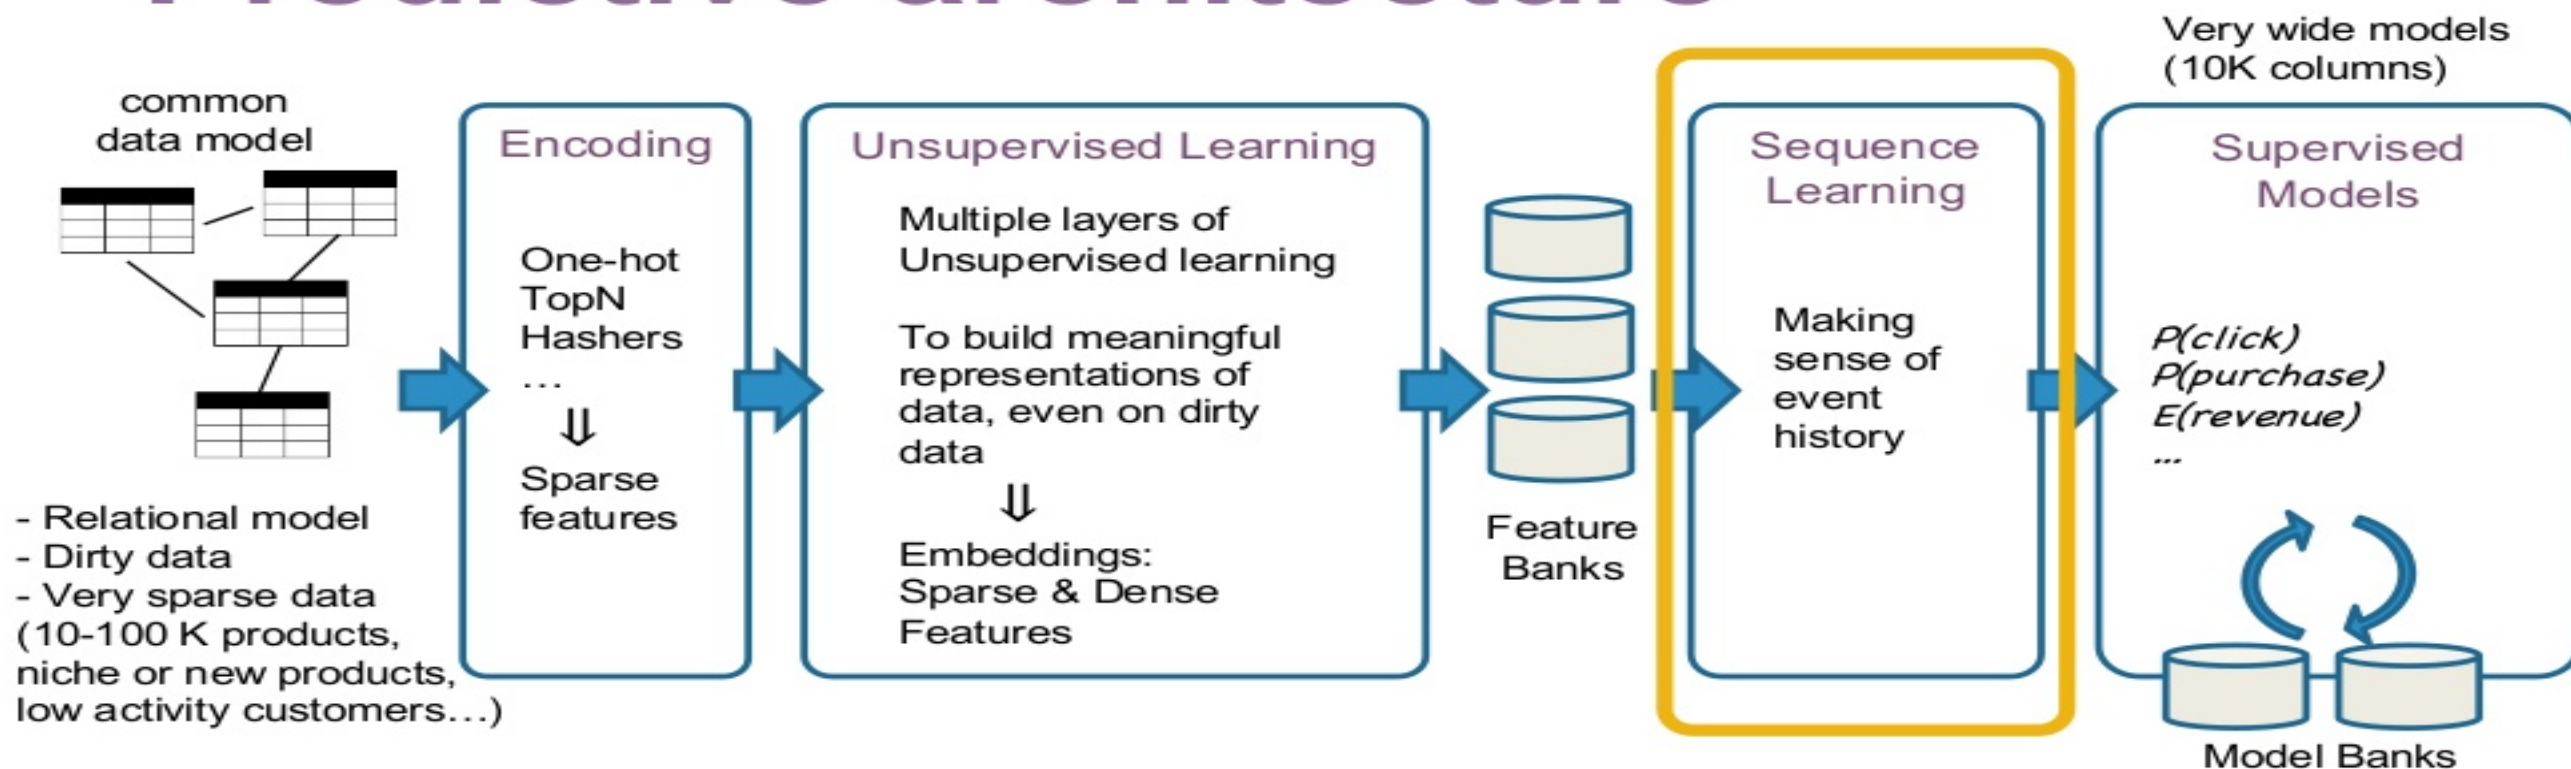 Predictive architecture
common
data model
- Relational model
- Dirty data
- Very sparse data
(10-100 K products,
niche or new products,
low activity customers...)
Encoding
One-hot
TopN
Hashers
...
⇓
Sparse
features
Unsupervised Learning
Multiple layers of
Unsupervised learning
To build meaningful
representations of
data, even on dirty
data
⇓
Embeddings:
Sparse & Dense
Features
Feature
Banks
Sequence
Learning
Making
sense of
event
history
Very wide models
(10K columns)
Supervised
Models
P(click)
P(purchase)
E(revenue)
...
Model Banks